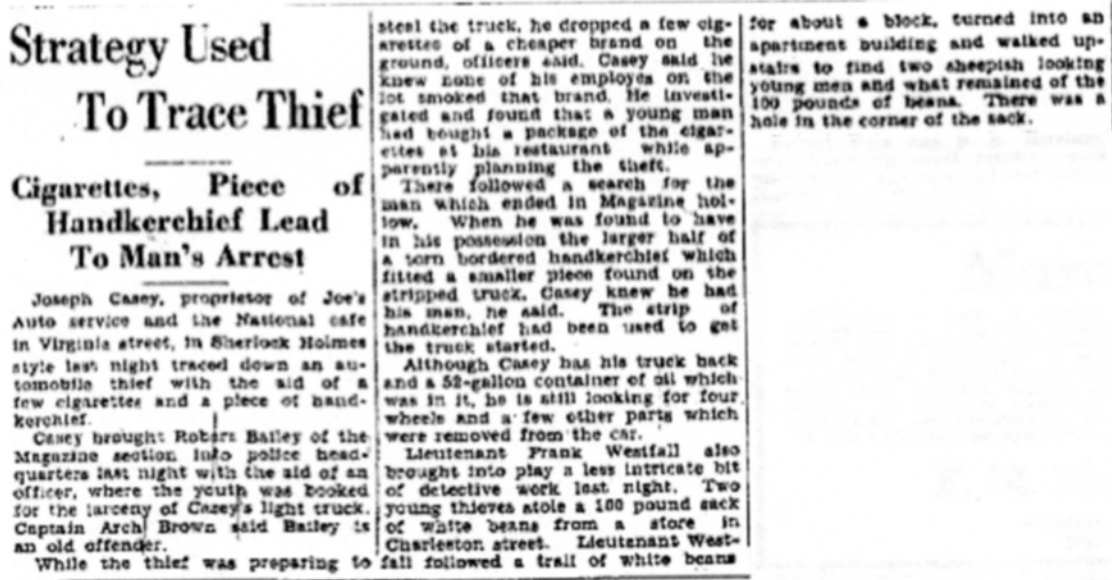 Strategy Used
To Trace Thief
Cigarettes, Piece of
Handkerchief Lead
To Man's Arrest
Joseph Casey, proprietor of Joe's
Auto service and the National cafe
in Virginia street, in Sherlock Holmes
style last night traced down an au-
tomobile thief with the aid of a
few cigarettes and a piece of hand-
kerchief.
Casey brought Robert Bailey of the
Magazine section into police head-
quarters last night with the aid of an
officer, where the youth was booked
for the larceny of Casey's light truck.
Captain Arch Brown said Bailey is
an old offender.
While the thief was preparing to
steal the truck, he dropped a few cig-
arettes of a cheaper brand on the
ground, officers said. Casey said he
knew none of his employes on the
lot smoked that brand. He investi-
gated and found that a young man
had bought a package of the cigar-
ettes at his restaurant while ap-
parently planning the theft.
There followed a search for the
man which ended in Magazine hol-
low. When he was found to have
in his possession the larger half of
a torn bordered handkerchief which
fitted a smaller piece found on the
stripped truck, Casey knew he had
his man, he said. The strip of
handkerchief had been used to get
the truck started.
Although Casey has his truck back
and a 52-gallon container of oil which
was in it, he is still looking for four
wheels and a few other parts which
were removed from the car.
Lieutenant Frank Westfall also
brought into play a less intricate bit
of detective work last night. Two
young thieves stole a 100 pound sack
of white beans from a store in
Charleston street. Lieutenant West-
fall followed a trail of white beans
for about a block, turned into an
apartment building and walked up-
stairs to find two sheepish looking
young men and what remained of the
100 pounds of beans. There was a
hole in the corner of the sack.